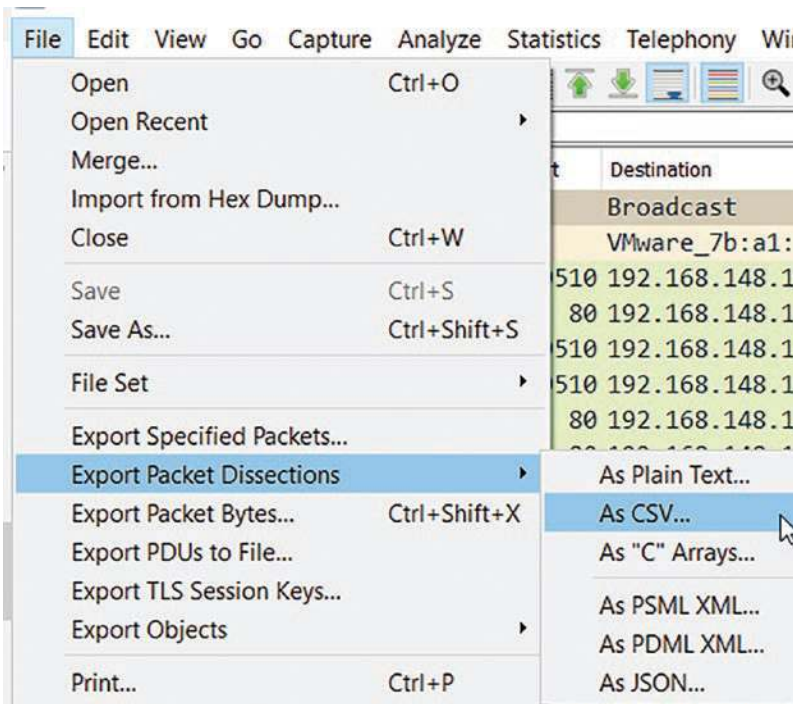 File Edit View Go Capture Analyze Statistics Telephony
Open Ctrl+O
Open Recent
Merge...
Import from Hex Dump...
Close Ctrl+W
Save Ctrl+S
Save As... Ctrl+Shift+S
File Set
Export Specified Packets...
Export Packet Dissections
Export Packet Bytes... Ctrl+Shift+X
Export PDUs to File...
Export TLS Session Keys...
Export Objects
Print... Ctrl+P
t Destination
Broadcast
VMware_7b:a1:
510 192.168.148.1
80 192.168.148.1
510 192.168.148.1
510 192.168.148.1
80 192.168.148.1
As Plain Text...
As CSV...
As "C" Arrays...
As PSML XML...
As PDML XML...
As JSON...